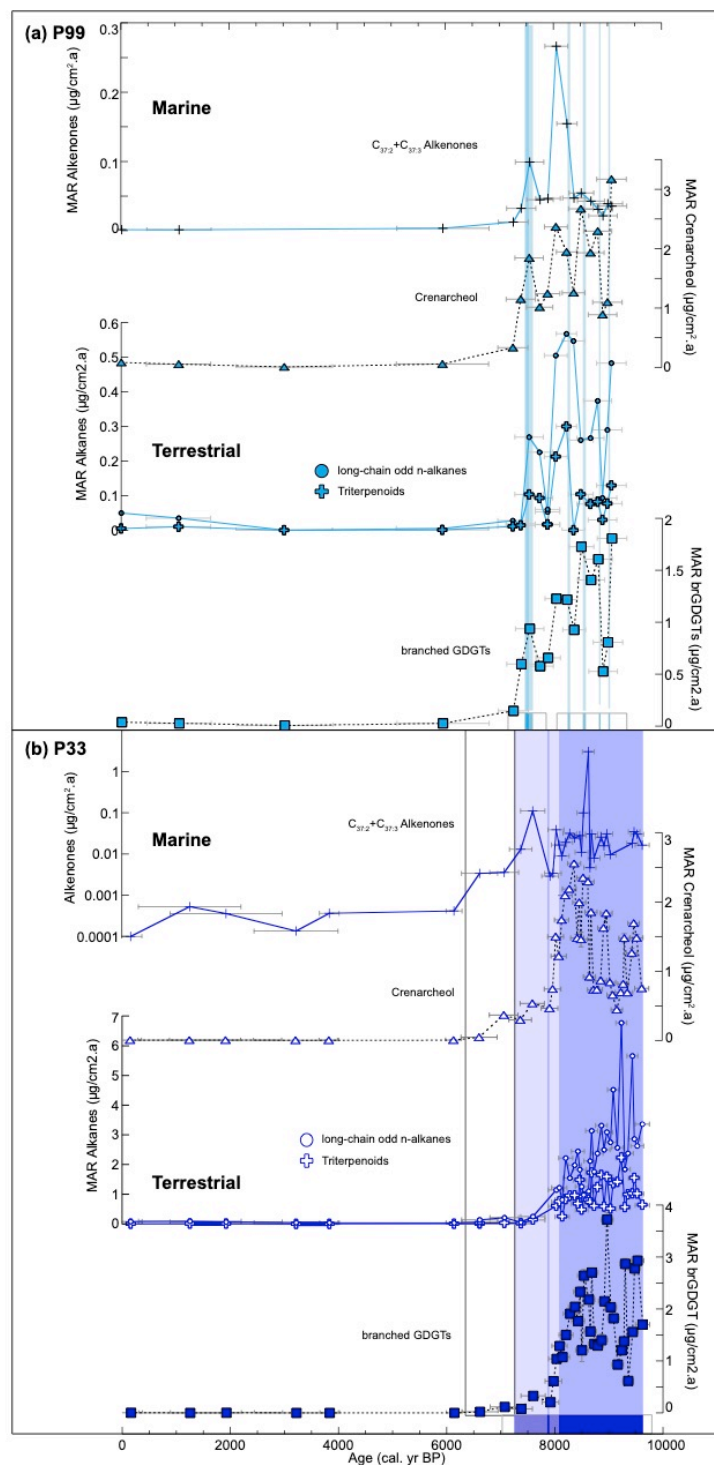 (a) P99
MAR Alkenones (µg/cm².a)
0.3
0.2
0.1
0
Marine
C37:2+C37:3 Alkenones
MAR Crenarcheol (µg/cm².a)
3
2
1
0
Crenarcheol
MAR Alkanes (µg/cm2.a)
0.6
0.5
0.4
0.3
0.2
0.1
0
Terrestrial
long-chain odd n-alkanes
Triterpenoids
MAR brGDGTs (µg/cm2.a)
2
1.5
1
0.5
0
branched GDGTs
(b) P33
Alkenones (µg/cm².a)
1
0.1
0.01
0.001
0.0001
Marine
C37:2+C37:3 Alkenones
MAR Crenarcheol (µg/cm².a)
3
2
1
0
Crenarcheol
MAR Alkanes (µg/cm2.a)
7
6
5
4
3
2
1
0
Terrestrial
long-chain odd n-alkanes
Triterpenoids
MAR brGDGT (µg/cm2.a)
4
3
2
1
0
branched GDGTs
0 2000 4000 6000 8000 10000
Age (cal. yr BP)